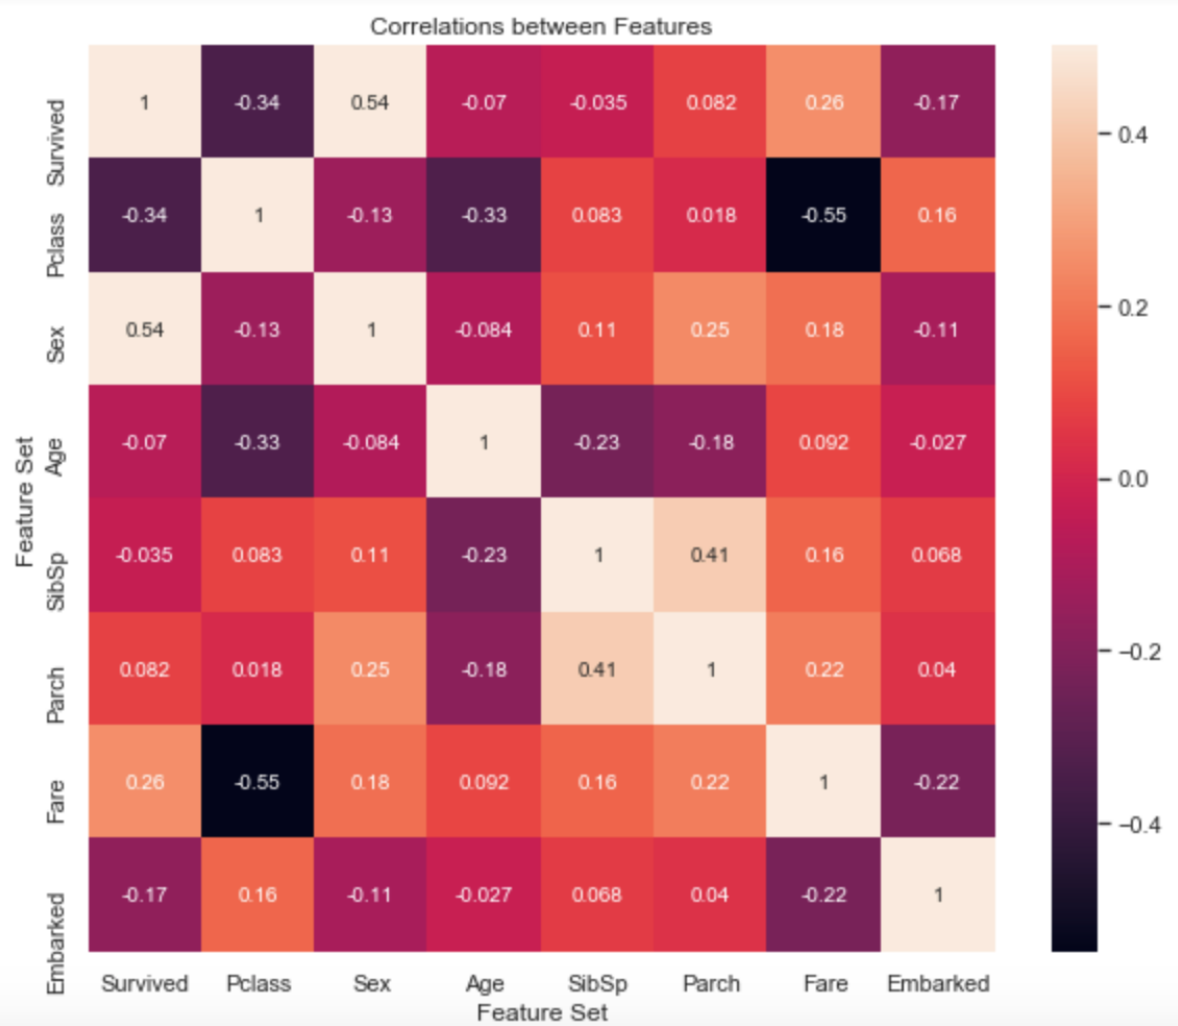 Correlations between Features
Survived 1 -0.34 0.54 -0.07 -0.035 0.082 0.26 -0.17
Pclass -0.34 1 -0.13 -0.33 0.083 0.018 -0.55 0.16
Sex 0.54 -0.13 1 -0.084 0.11 0.25 0.18 -0.11
Age -0.07 -0.33 -0.084 1 -0.23 -0.18 0.092 -0.027
SibSp -0.035 0.083 0.11 -0.23 1 0.41 0.16 0.068
Parch 0.082 0.018 0.25 -0.18 0.41 1 0.22 0.04
Fare 0.26 -0.55 0.18 0.092 0.16 0.22 1 -0.22
Embarked -0.17 0.16 -0.11 -0.027 0.068 0.04 -0.22 1
Feature Set
Survived Pclass Sex Age SibSp Parch Fare Embarked
Feature Set
0.4
0.2
0.0
−0.2
−0.4